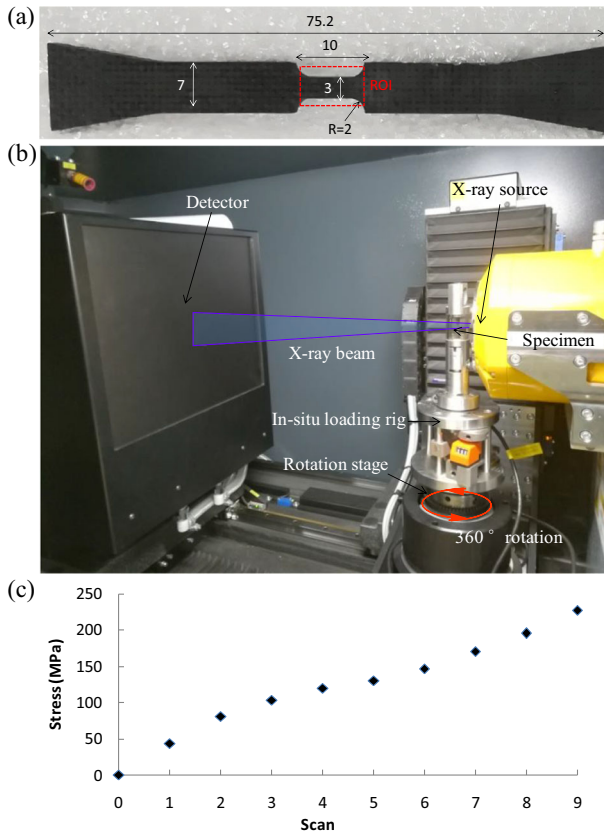 (a)
75.2
10
7
3
ROI
R=2
(b)
X-ray source
Detector
Specimen
X-ray beam
In-situ loading rig
Rotation stage
360° rotation
(c)
Stress (MPa)
250
200
150
100
50
0
0 1 2 3 4 5 6 7 8 9
Scan